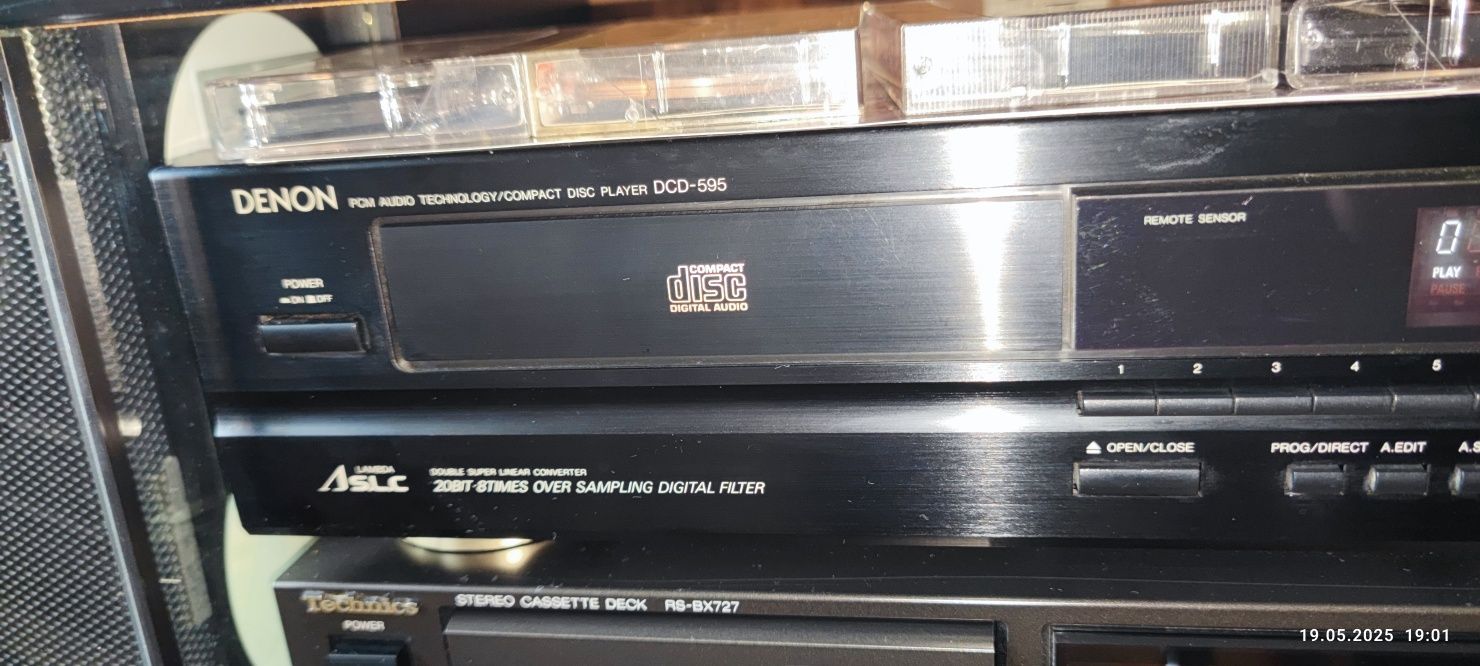 DENON PCM AUDIO TECHNOLOGY/COMPACT DISC PLAYER DCD-595
REMOTE SENSOR
0
PLAY
PAUSE
COMPACT
disc
DIGITAL AUDIO
POWER
ON OFF
1 2 3 4 5
OPEN/CLOSE PROG/DIRECT A.EDIT A.S
LAMBDA
ASLC
DOUBLE SUPER LINEAR CONVERTER
20BIT·8TIMES OVER SAMPLING DIGITAL FILTER
Technics STEREO CASSETTE DECK RS-BX727
POWER
19.05.2025 19:01